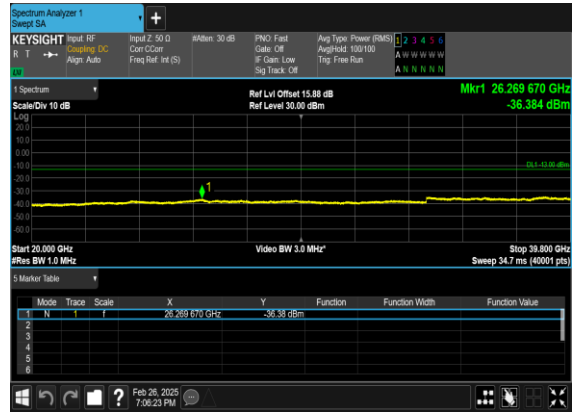 Spectrum Analyzer 1
Swept SA
+
KEYSIGHT
R T
LW
Input: RF
Coupling: DC
Align: Auto
Input Z: 50 Ω
Corr CCorr
Freq Ref: Int (S)
#Atten: 30 dB
PNO: Fast
Gate: Off
IF Gain: Low
Sig Track: Off
Avg Type: Power (RMS)
Avg|Hold: 100/100
Trig: Free Run
1 2 3 4 5 6
A W W W W W
A N N N N N
1 Spectrum
Scale/Div 10 dB
Ref Lvl Offset 15.88 dB
Ref Level 30.00 dBm
Mkr1 26.269 670 GHz
-36.384 dBm
Log
20.0
10.0
0.00
-10.0
DL1 -13.00 dBm
-20.0
-30.0
1
-40.0
-50.0
-60.0
Start 20.000 GHz
#Res BW 1.0 MHz
Video BW 3.0 MHz*
Stop 39.800 GHz
Sweep 34.7 ms (40001 pts)
5 Marker Table
Mode Trace Scale X Y Function Function Width Function Value
1 N 1 f 26.269 670 GHz -36.38 dBm
2
3
4
5
6
?
Feb 26, 2025
7:06:23 PM